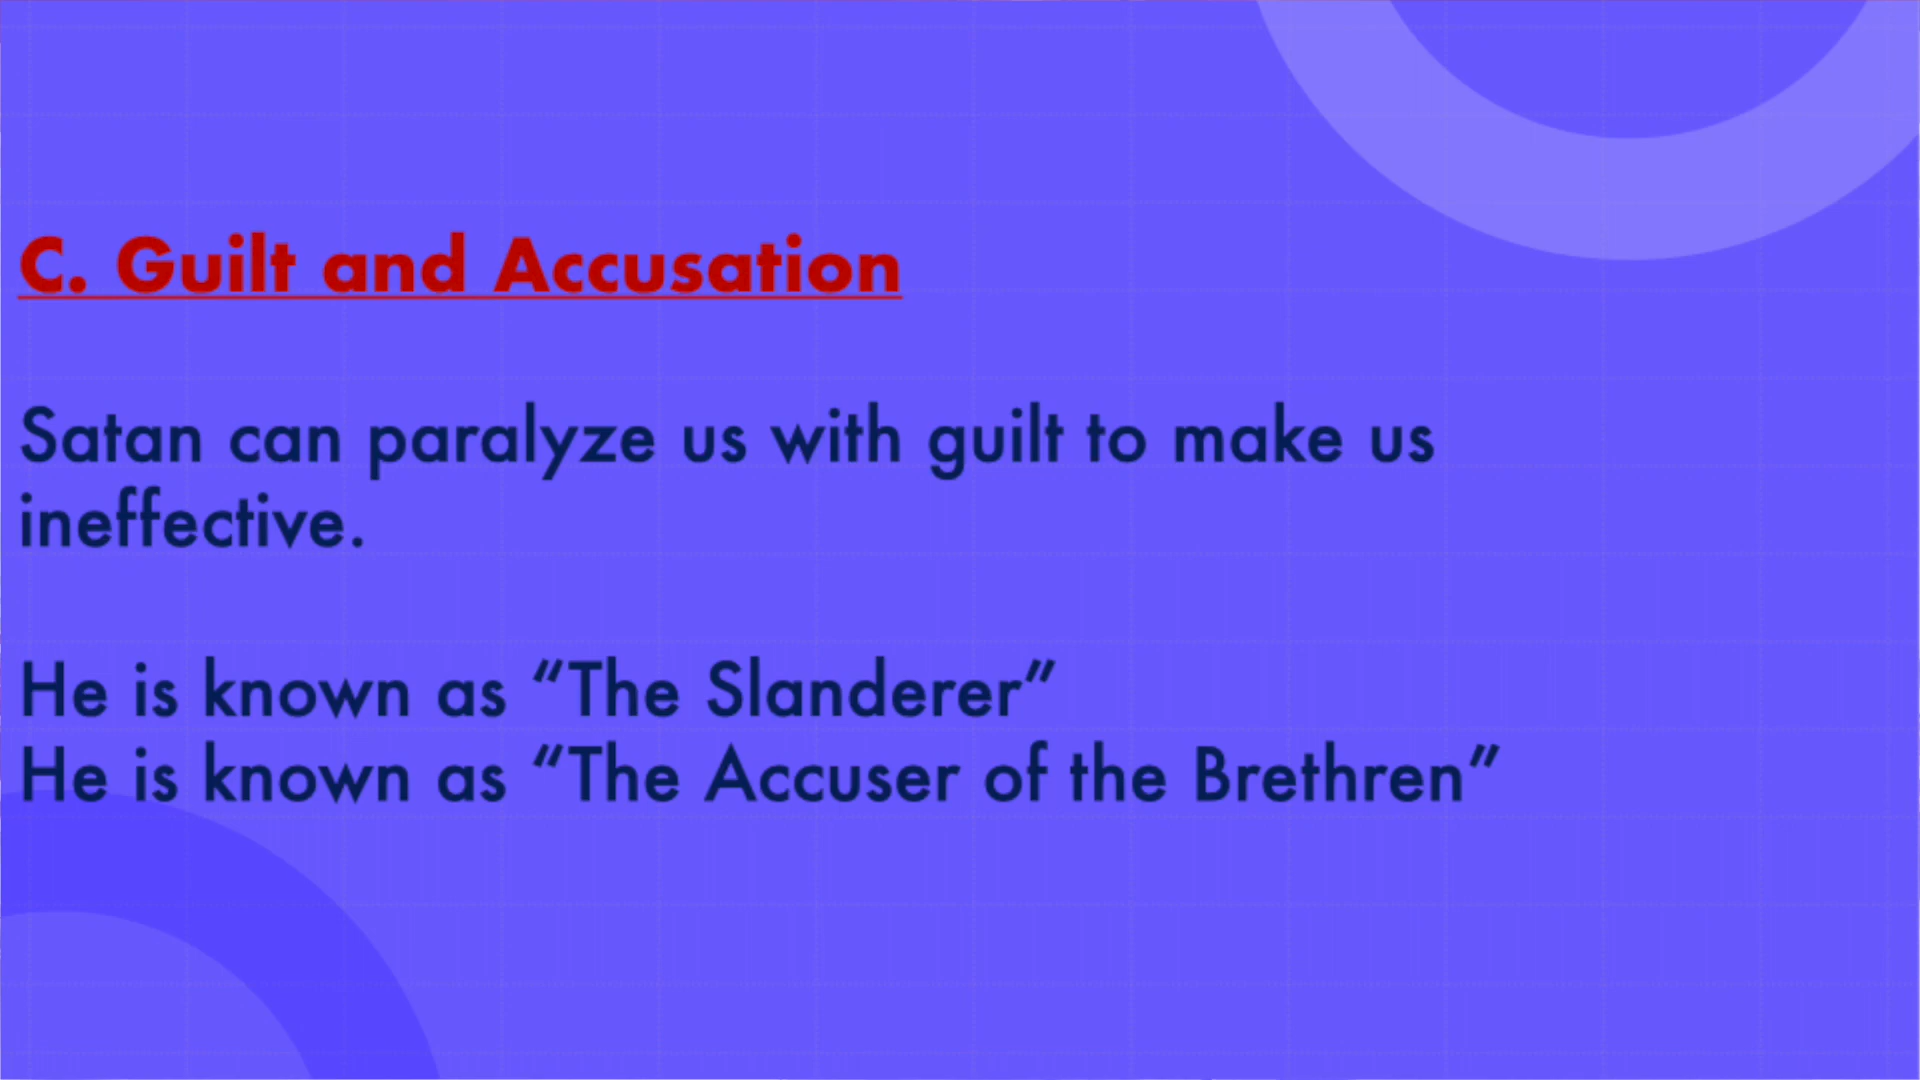 C. Guilt and Accusation
Satan can paralyze us with guilt to make us
ineffective.
He is known as “The Slanderer”
He is known as “The Accuser of the Brethren”